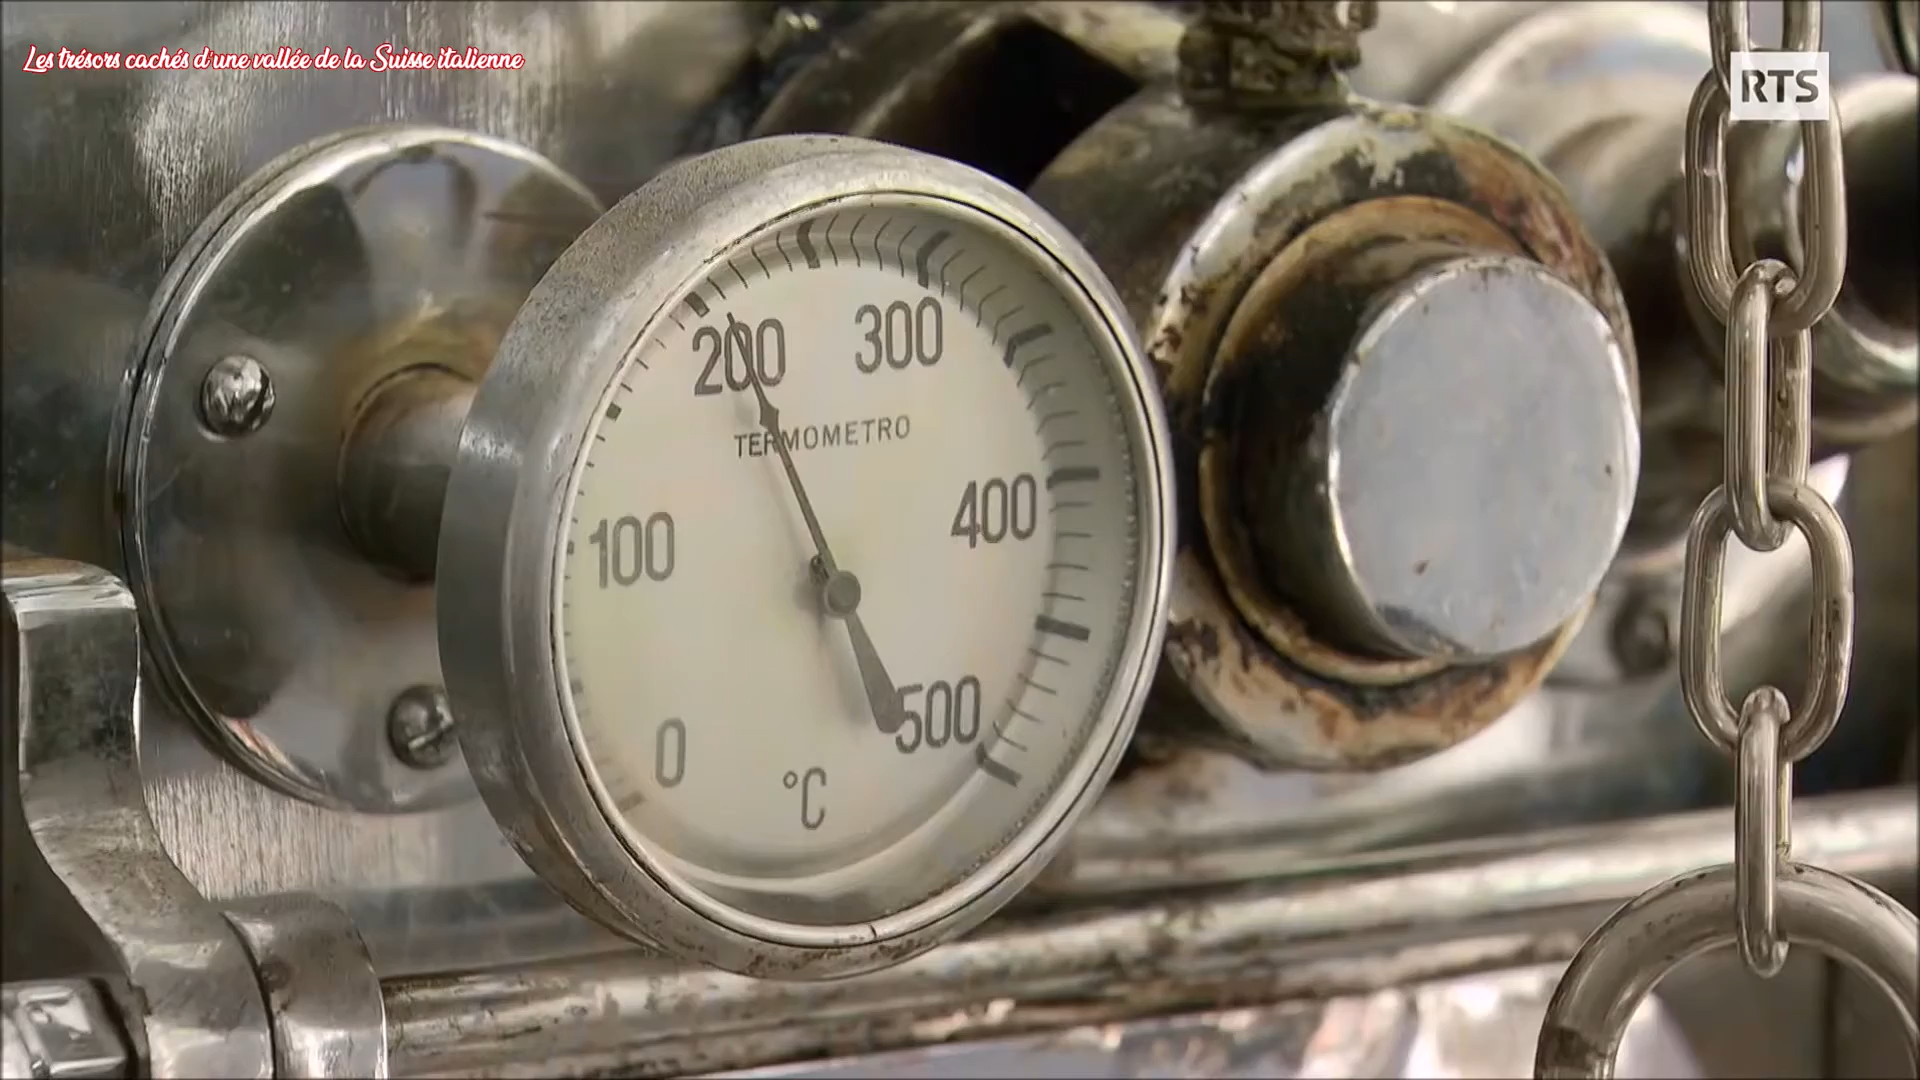 Les trésors cachés d'une vallée de la Suisse italienne
RTS
200
300
TERMOMETRO
100
400
0
500
°C